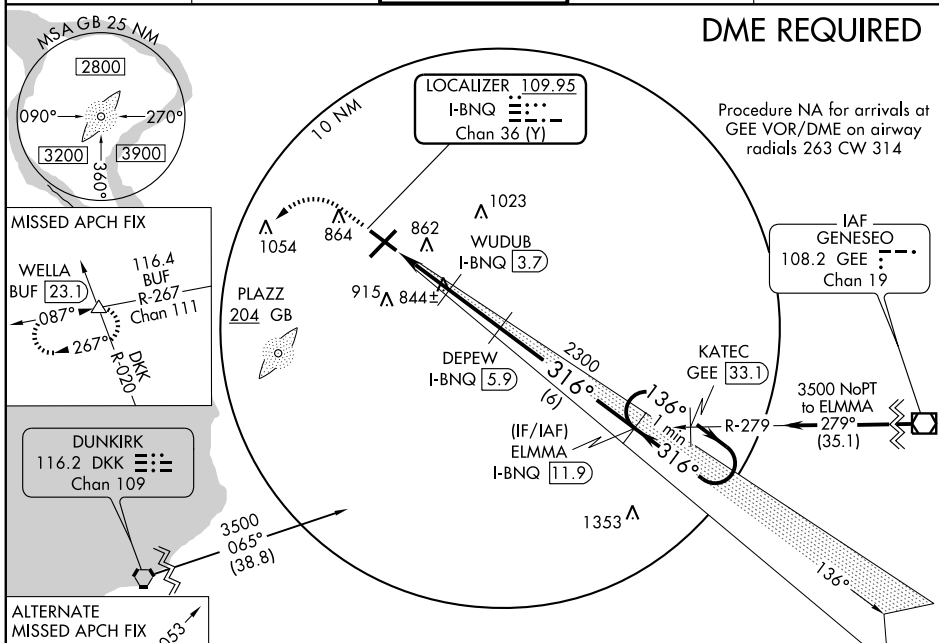 DME REQUIRED
MSA GB 25 NM
2800
090°
270°
3200
3900
360°
10 NM
LOCALIZER 109.95
I-BNQ
Chan 36 (Y)
Procedure NA for arrivals at
GEE VOR/DME on airway
radials 263 CW 314
MISSED APCH FIX
WELLA
BUF 23.1
116.4
BUF
R-267
Chan 111
087°
267°
DKK
R-020
1054
864
862
1023
WUDUB
I-BNQ 3.7
915
844±
PLAZZ
204 GB
DEPEW
I-BNQ 5.9
2300
316°
(6)
IAF
GENESEO
108.2 GEE
Chan 19
KATEC
GEE 33.1
136°
1 min
316°
R-279
3500 NoPT
to ELMMA
279°
(35.1)
(IF/IAF)
ELMMA
I-BNQ 11.9
1353
136°
DUNKIRK
116.2 DKK
Chan 109
3500
065°
(38.8)
ALTERNATE
MISSED APCH FIX
053